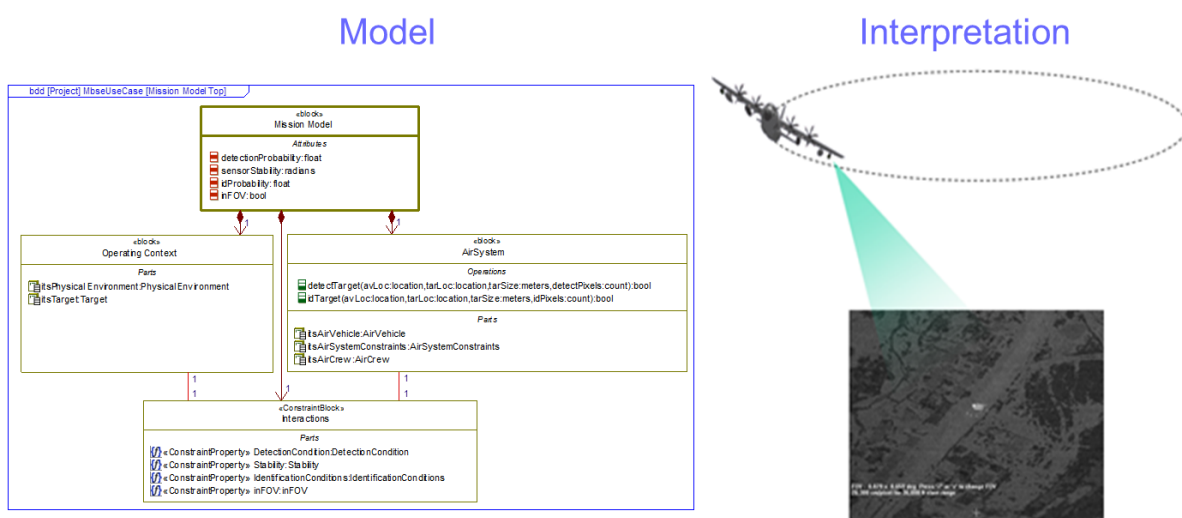 Model
Interpretation
bdd [Project] MbseUseCase [Mission Model Top]
«block»
Mission Model
Attributes
detectionProbability:float
sensorStability:radians
idProbability:float
inFOV:bool
1
1
1
«block»
Operating Context
Parts
itsPhysical Environment:PhysicalEnvironment
itsTarget:Target
«block»
AirSystem
Operations
detectTarget(avLoc:location,tarLoc:location,tarSize:meters,detectPixels:count):bool
idTarget(avLoc:location,tarLoc:location,tarSize:meters,idPixels:count):bool
Parts
itsAirVehicle:AirVehicle
itsAirSystemConstraints:AirSystemConstraints
itsAirCrew:AirCrew
1
1
1
1
«ConstraintBlock»
Interactions
Parts
«ConstraintProperty» DetectionCondition:DetectionCondition
«ConstraintProperty» Stability:Stability
«ConstraintProperty» IdentificationConditions:IdentificationConditions
«ConstraintProperty» inFOV:inFOV